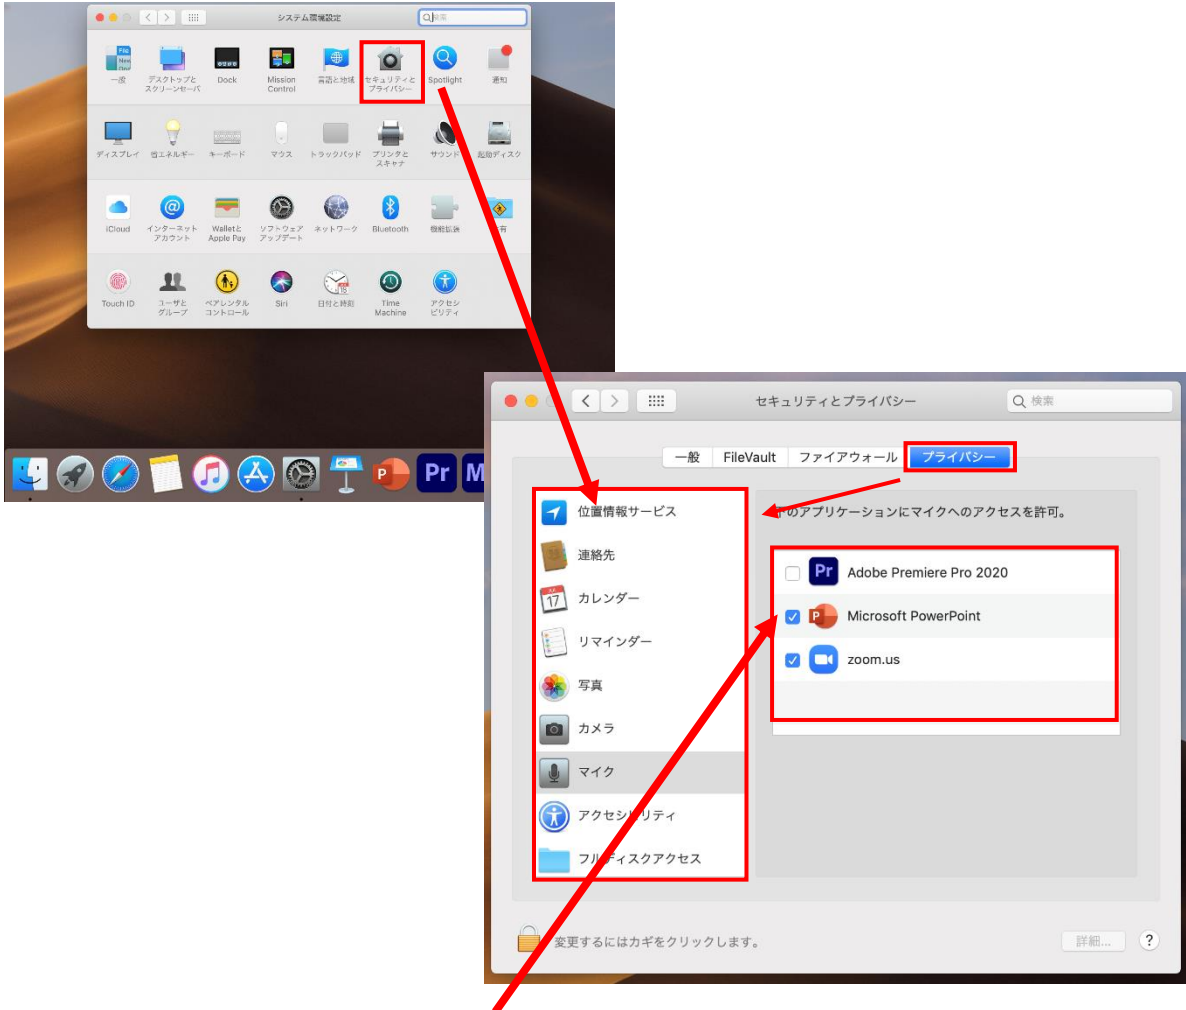 システム環境設定
検索
File
New
一般
デスクトップと
スクリーンセーバ
Dock
Mission
Control
言語と地域
セキュリティと
プライバシー
Spotlight
通知
ディスプレイ
省エネルギー
キーボード
マウス
トラックパッド
プリンタと
スキャナ
サウンド
起動ディスク
iCloud
インターネット
アカウント
Walletと
Apple Pay
ソフトウェア
アップデート
ネットワーク
Bluetooth
機能拡張
有
Touch ID
ユーザと
グループ
ペアレンタル
コントロール
Siri
日付と時刻
Time
Machine
アクセシ
ビリティ
P
Pr
M
セキュリティとプライバシー
検索
一般
FileVault
ファイアウォール
プライバシー
位置情報サービス
連絡先
17
カレンダー
リマインダー
写真
カメラ
マイク
アクセシビリティ
フルディスクアクセス
下のアプリケーションにマイクへのアクセスを許可。
Pr
Adobe Premiere Pro 2020
P
Microsoft PowerPoint
zoom.us
変更するにはカギをクリックします。
詳細...
?